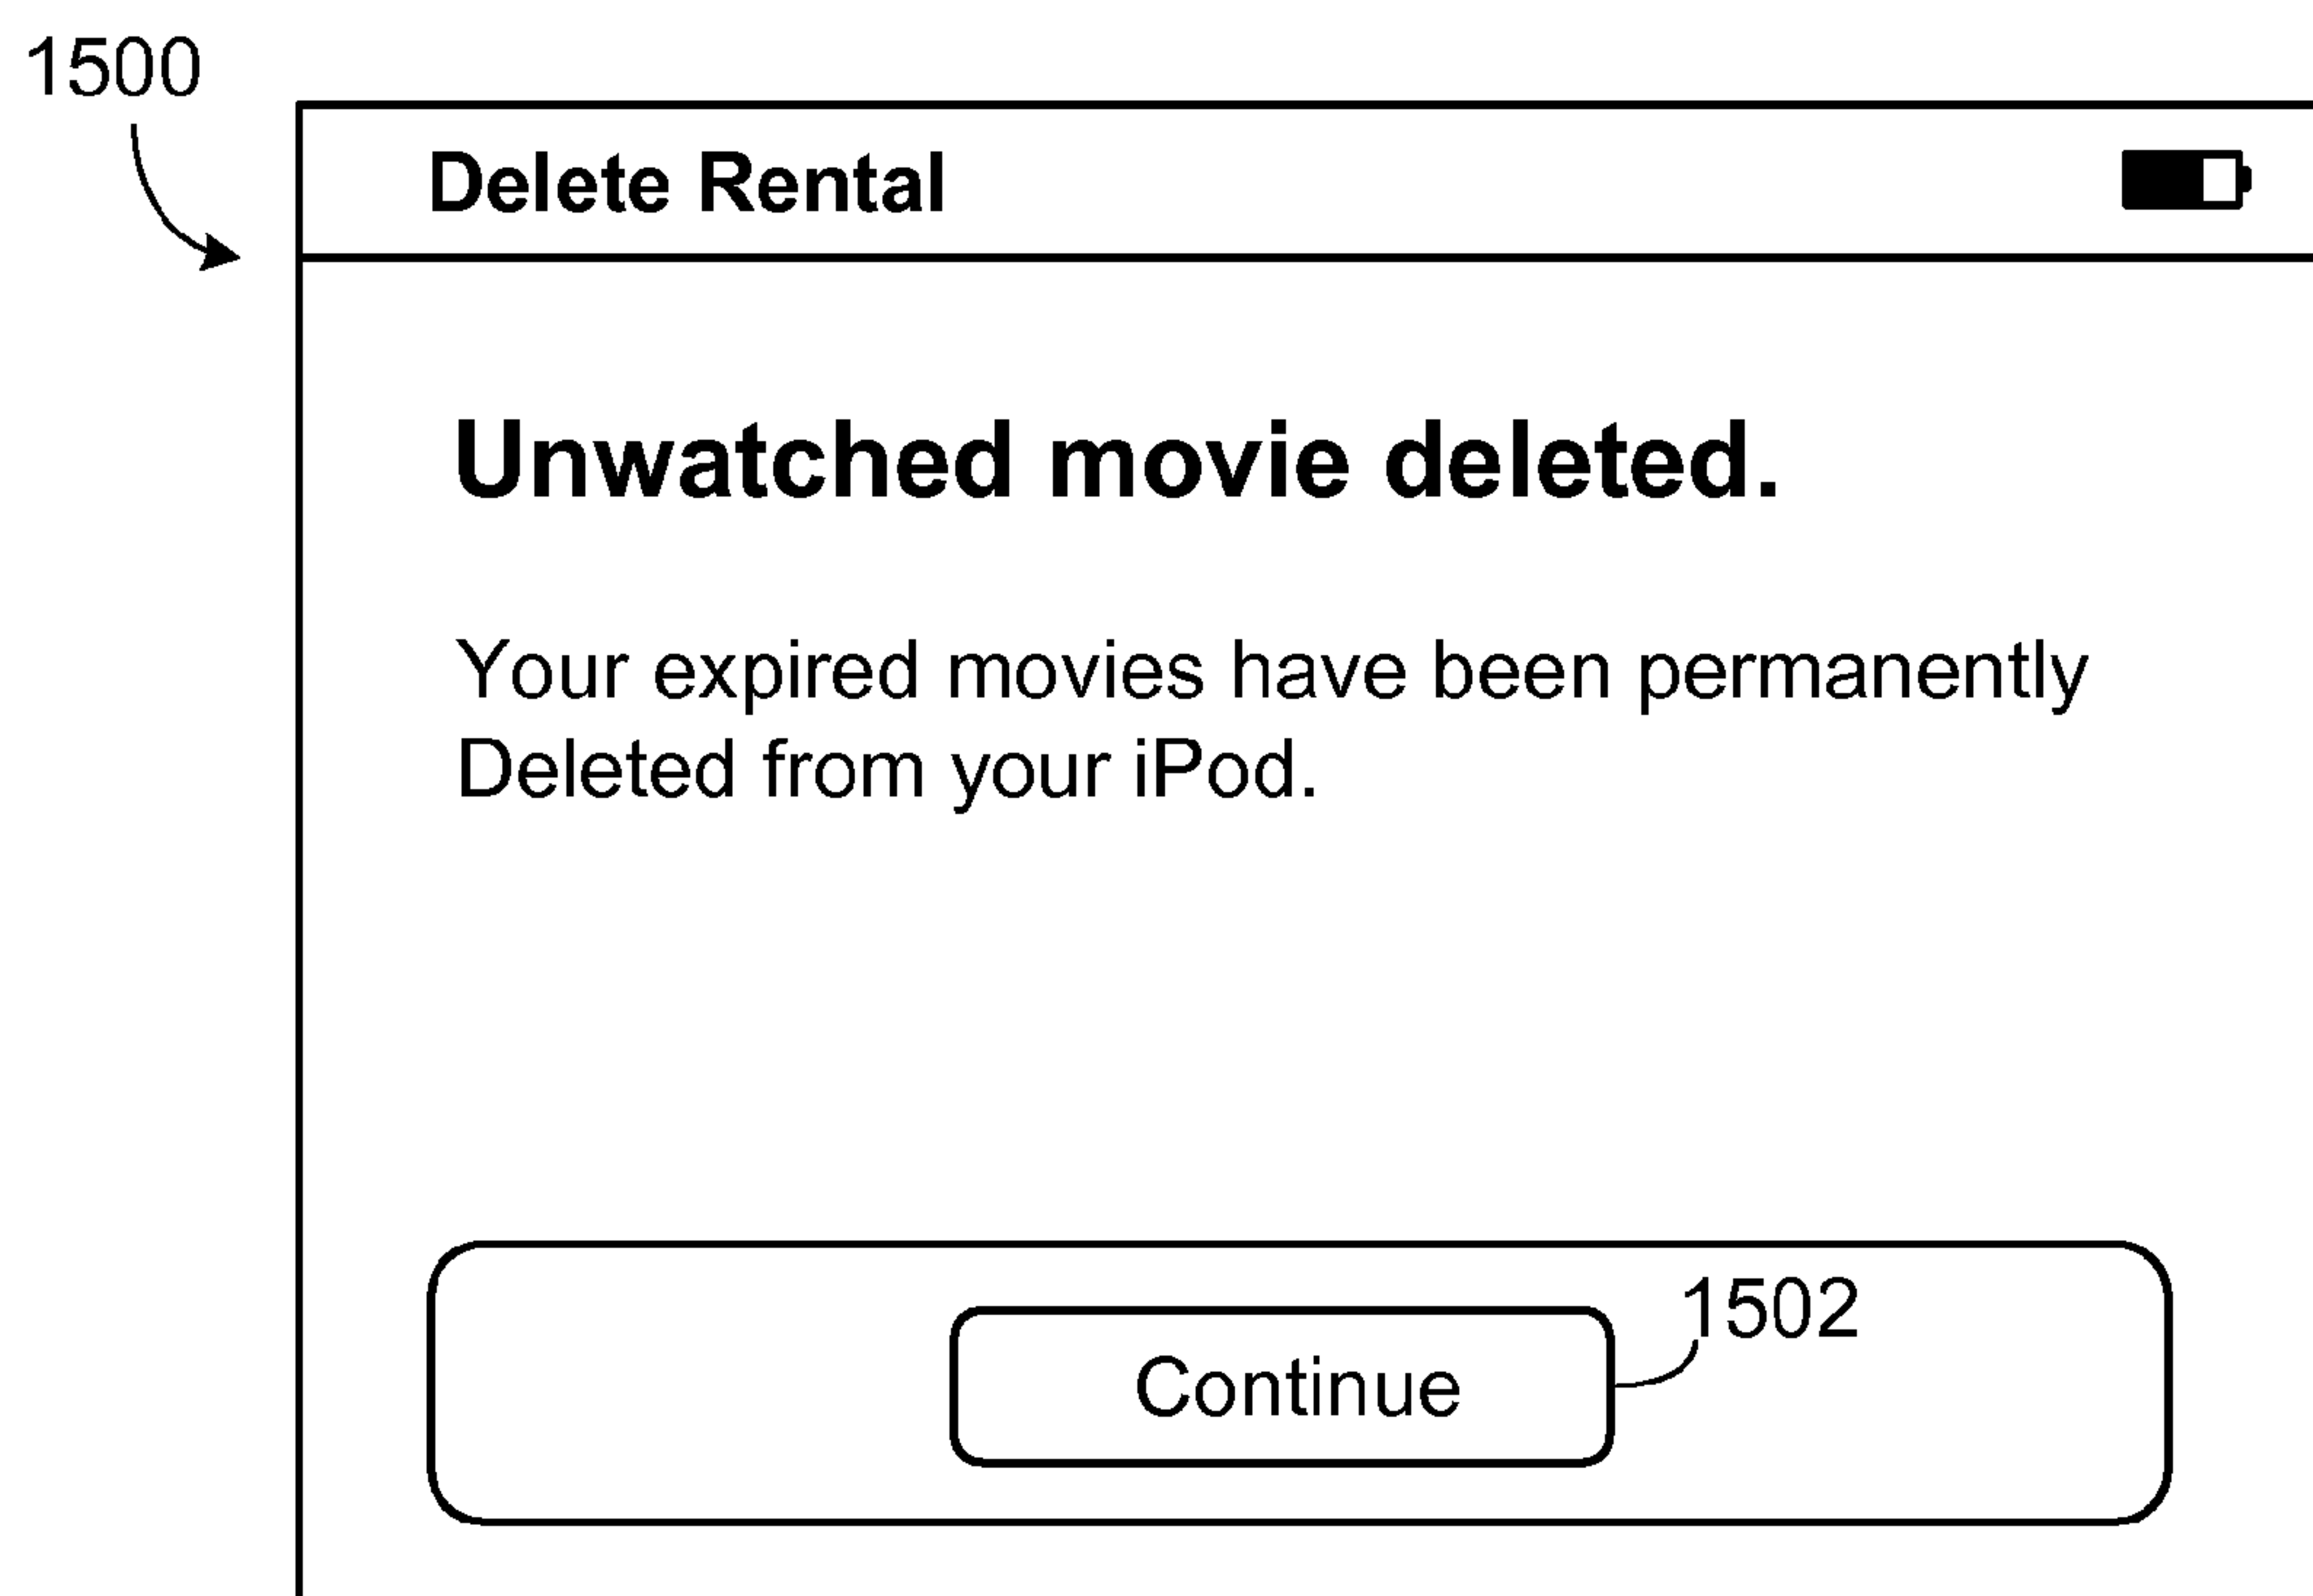 1500
Delete Rental
Unwatched movie deleted.
Your expired movies have been permanently
Deleted from your iPod.
1502
Continue